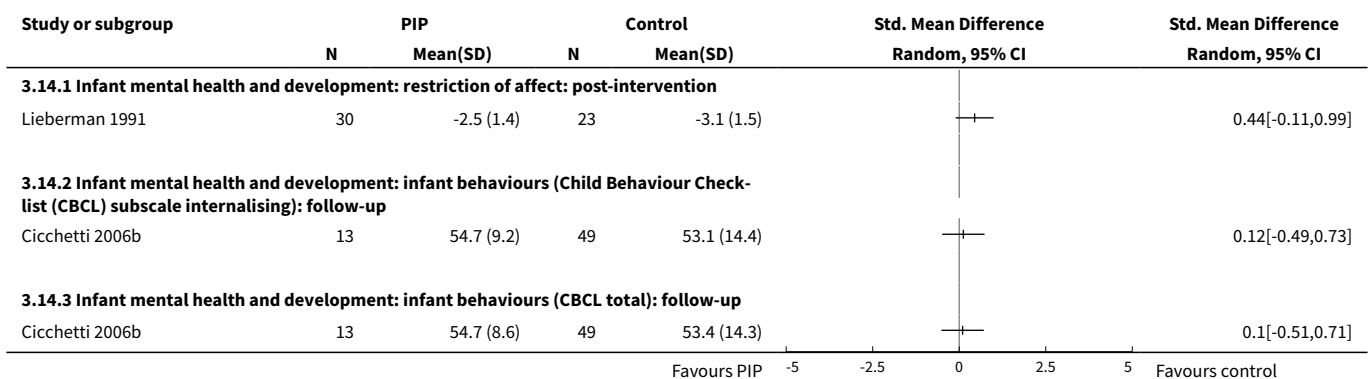 Study or subgroup PIP Control Std. Mean Difference Std. Mean Difference
N Mean(SD) N Mean(SD) Random, 95% CI Random, 95% CI
3.14.1 Infant mental health and development: restriction of affect: post-intervention
Lieberman 1991 30 -2.5 (1.4) 23 -3.1 (1.5) 0.44[-0.11,0.99]
3.14.2 Infant mental health and development: infant behaviours (Child Behaviour Check-
list (CBCL) subscale internalising): follow-up
Cicchetti 2006b 13 54.7 (9.2) 49 53.1 (14.4) 0.12[-0.49,0.73]
3.14.3 Infant mental health and development: infant behaviours (CBCL total): follow-up
Cicchetti 2006b 13 54.7 (8.6) 49 53.4 (14.3) 0.1[-0.51,0.71]
Favours PIP -5 -2.5 0 2.5 5 Favours control